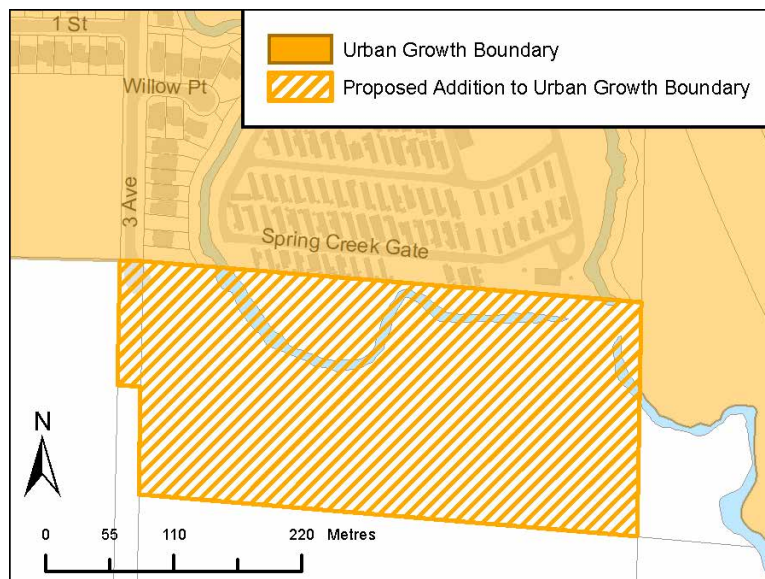 1 St
Urban Growth Boundary
Proposed Addition to Urban Growth Boundary
Willow Pt
3 Ave
Spring Creek Gate
N
0 55 110 220 Metres